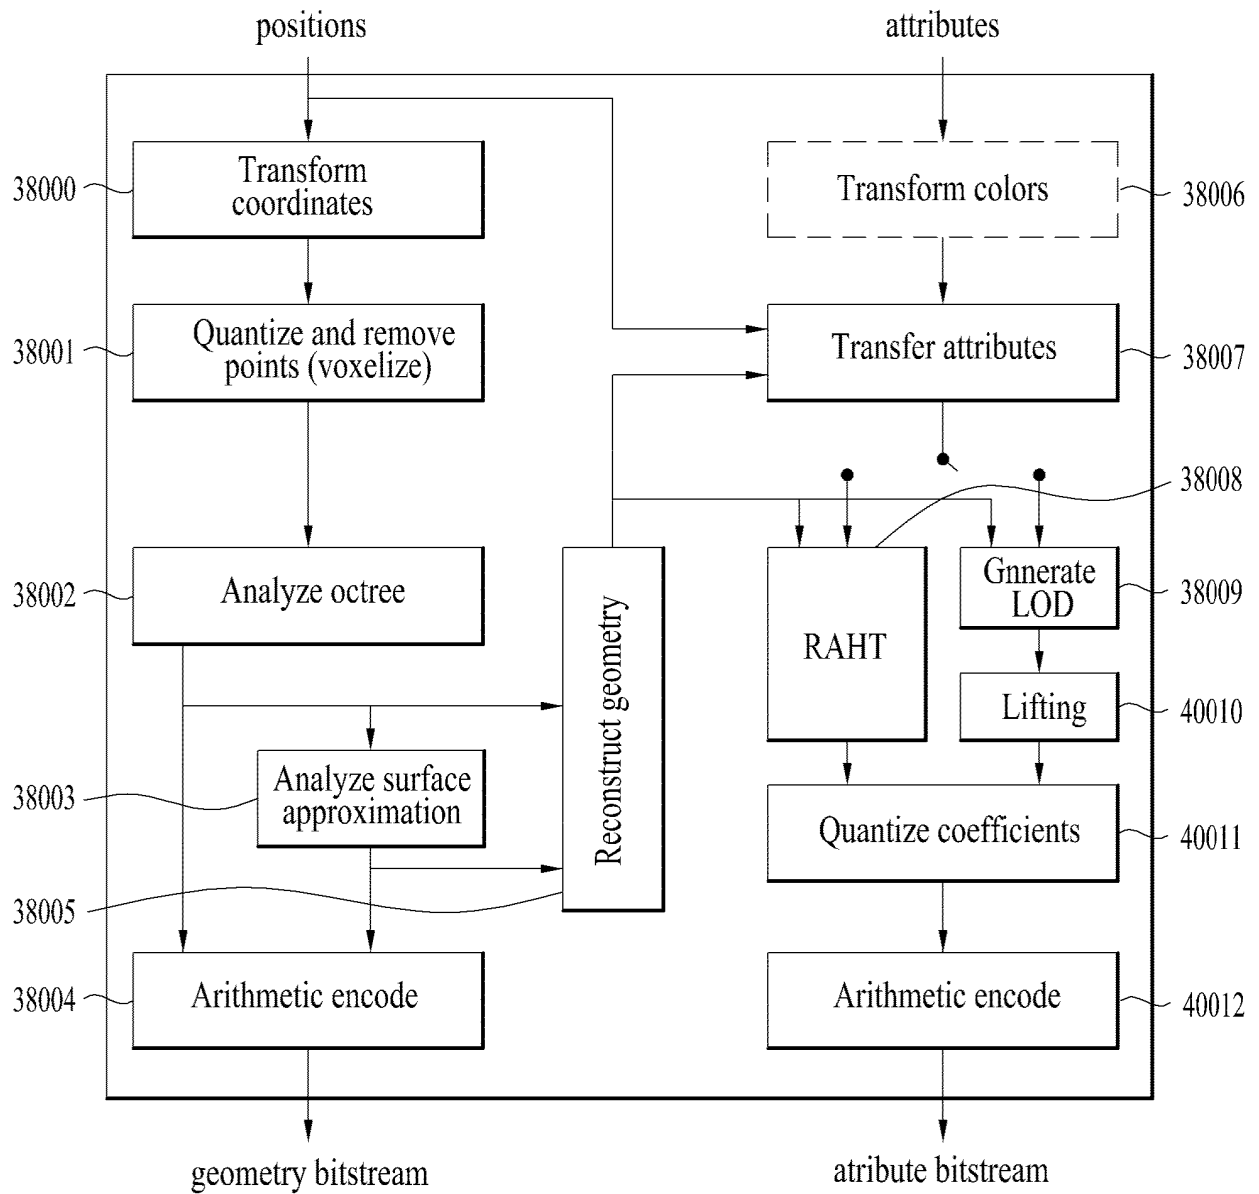 positions
attributes
Transform
coordinates
38000
Transform colors
38006
Quantize and remove
points (voxelize)
38001
Transfer attributes
38007
38008
Analyze octree
38002
Reconstruct geometry
RAHT
Gnnerate
LOD
38009
Lifting
40010
Analyze surface
approximation
38003
Quantize coefficients
40011
38005
Arithmetic encode
38004
Arithmetic encode
40012
geometry bitstream
atribute bitstream